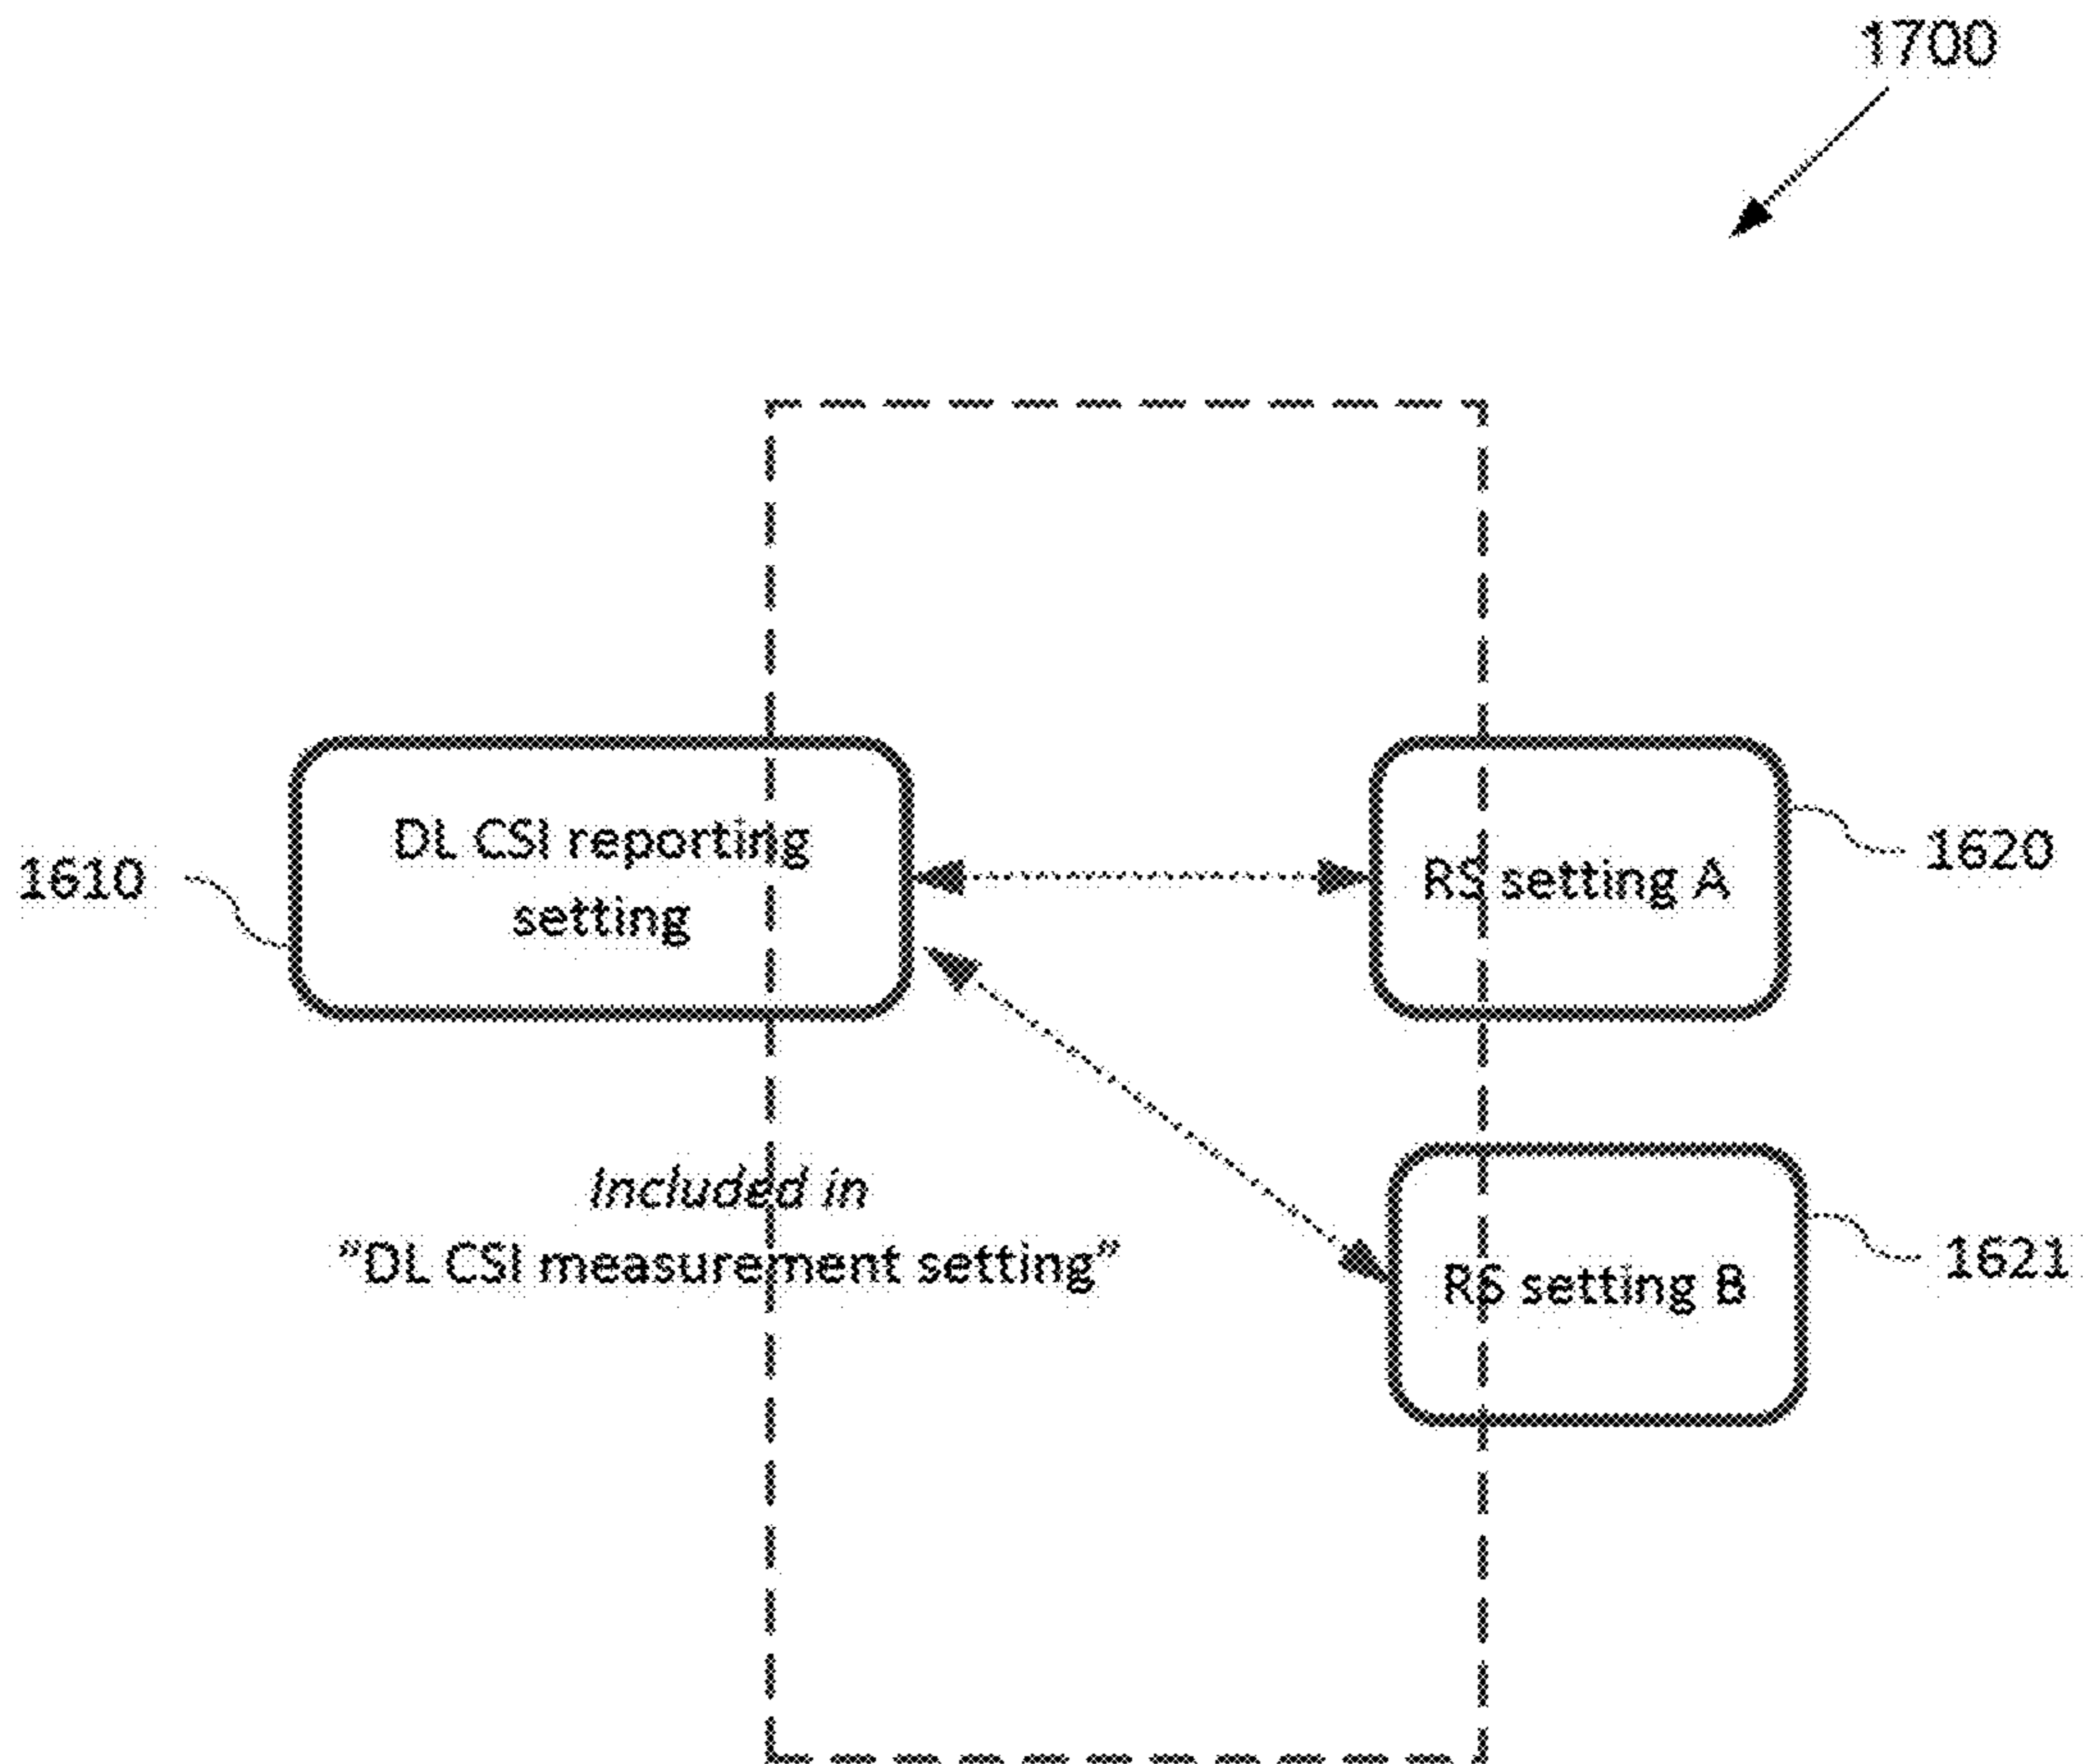 1700
DL CSI reporting
setting
1610
RS setting A
1620
Included in
"DL CSI measurement setting"
RS setting B
1621